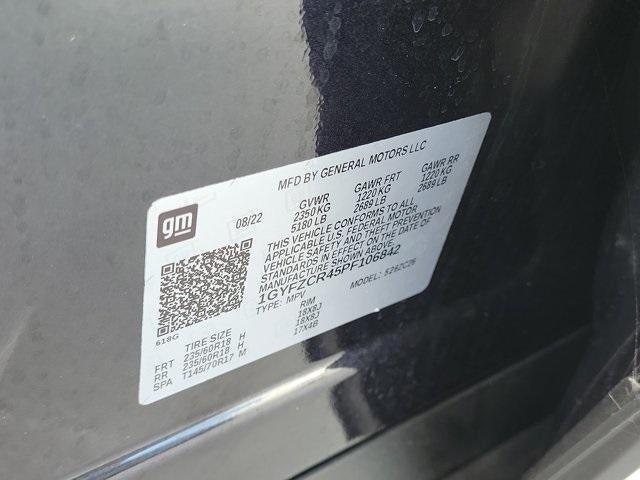 MFD BY GENERAL MOTORS LLC
gm
08/22
GVWR GAWR FRT GAWR RR
2350 KG 1220 KG 1220 KG
5180 LB 2689 LB 2689 LB
THIS VEHICLE CONFORMS TO ALL
APPLICABLE U.S. FEDERAL MOTOR
VEHICLE SAFETY AND THEFT PREVENTION
STANDARDS IN EFFECT ON THE DATE OF
MANUFACTURE SHOWN ABOVE.
1GYFZCR45PF106842
TYPE: MPV MODEL: 5262C26
618G
TIRE SIZE RIM
FRT 235/60R18 H 18X8J
RR 235/60R18 H 18X8J
SPA T145/70R17 M 17X4B